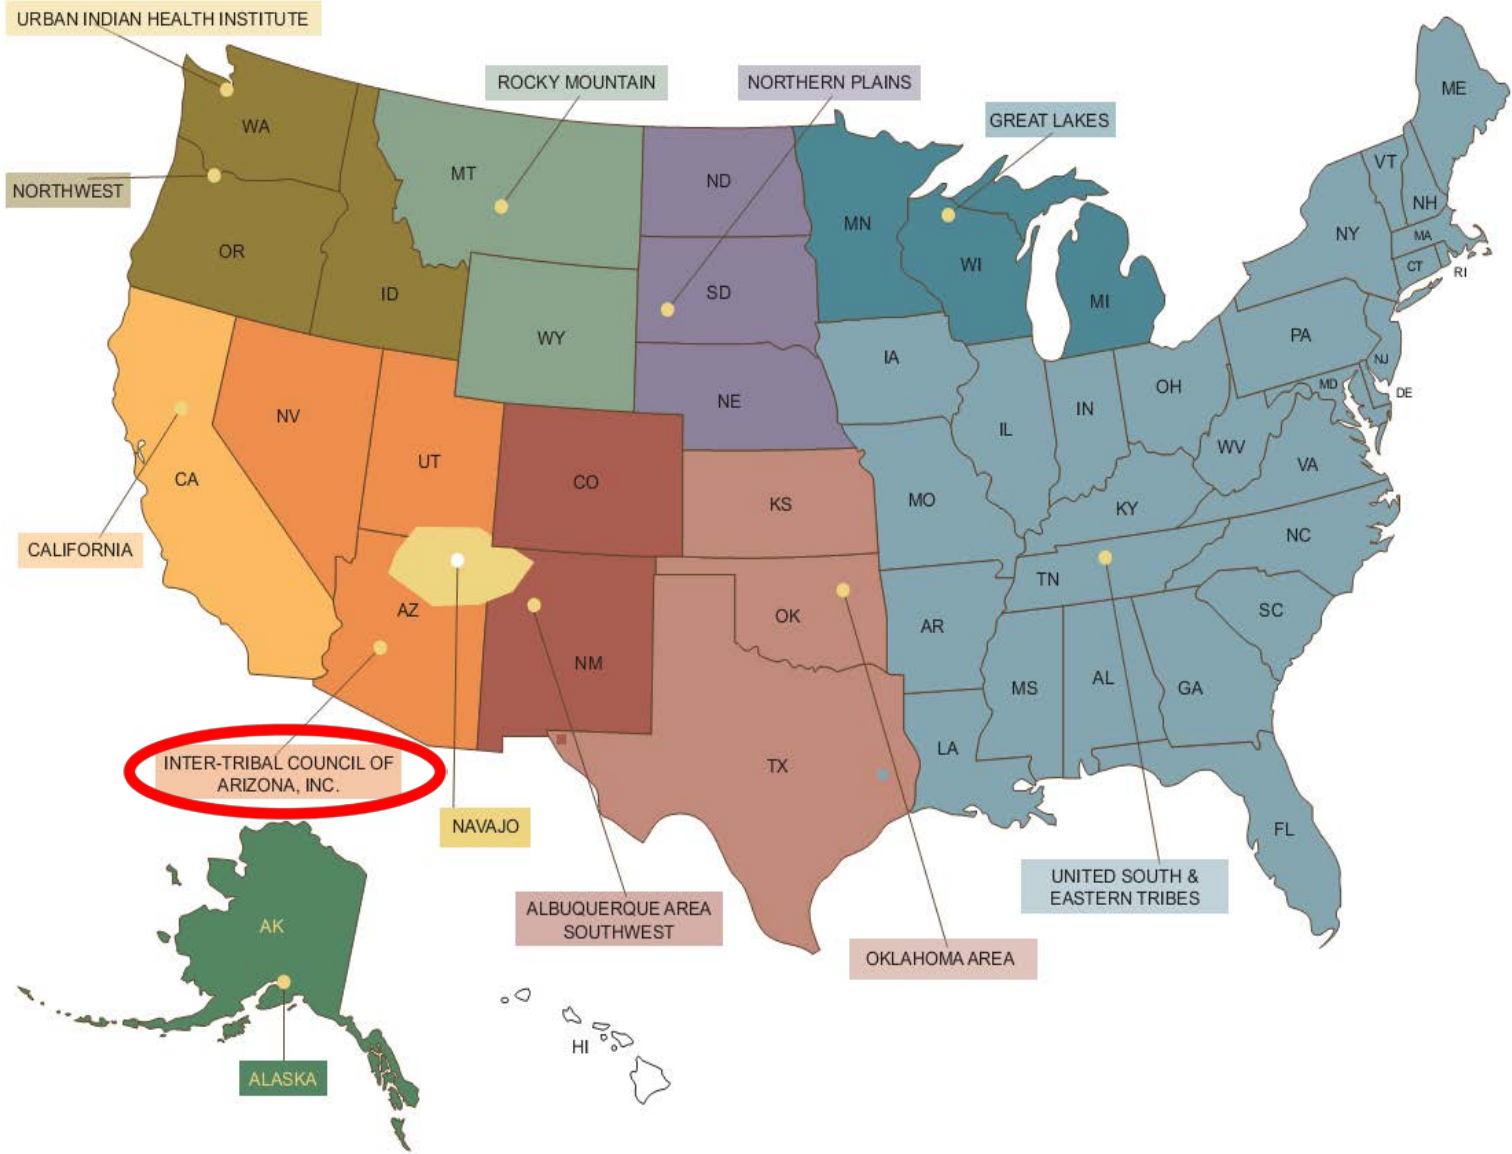 URBAN INDIAN HEALTH INSTITUTE
ROCKY MOUNTAIN
NORTHERN PLAINS
GREAT LAKES
NORTHWEST
CALIFORNIA
INTER-TRIBAL COUNCIL OF
ARIZONA, INC.
NAVAJO
ALBUQUERQUE AREA
SOUTHWEST
OKLAHOMA AREA
UNITED SOUTH &
EASTERN TRIBES
ALASKA
WA
OR
ID
MT
WY
ND
SD
NE
MN
WI
MI
CA
NV
UT
AZ
CO
NM
KS
OK
TX
IA
MO
AR
LA
IL
IN
OH
KY
TN
MS
AL
GA
FL
SC
NC
VA
WV
PA
NY
VT
NH
ME
MA
CT
RI
NJ
DE
MD
AK
HI